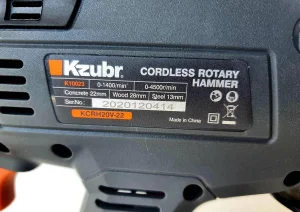 Kzubr
CORDLESS ROTARY
HAMMER
0-1400/min 0-4500r/min
Concrete 22mm Wood 28mm Steel 13mm
SerNo.: 2020120414
KCRH20V-22
Made in China